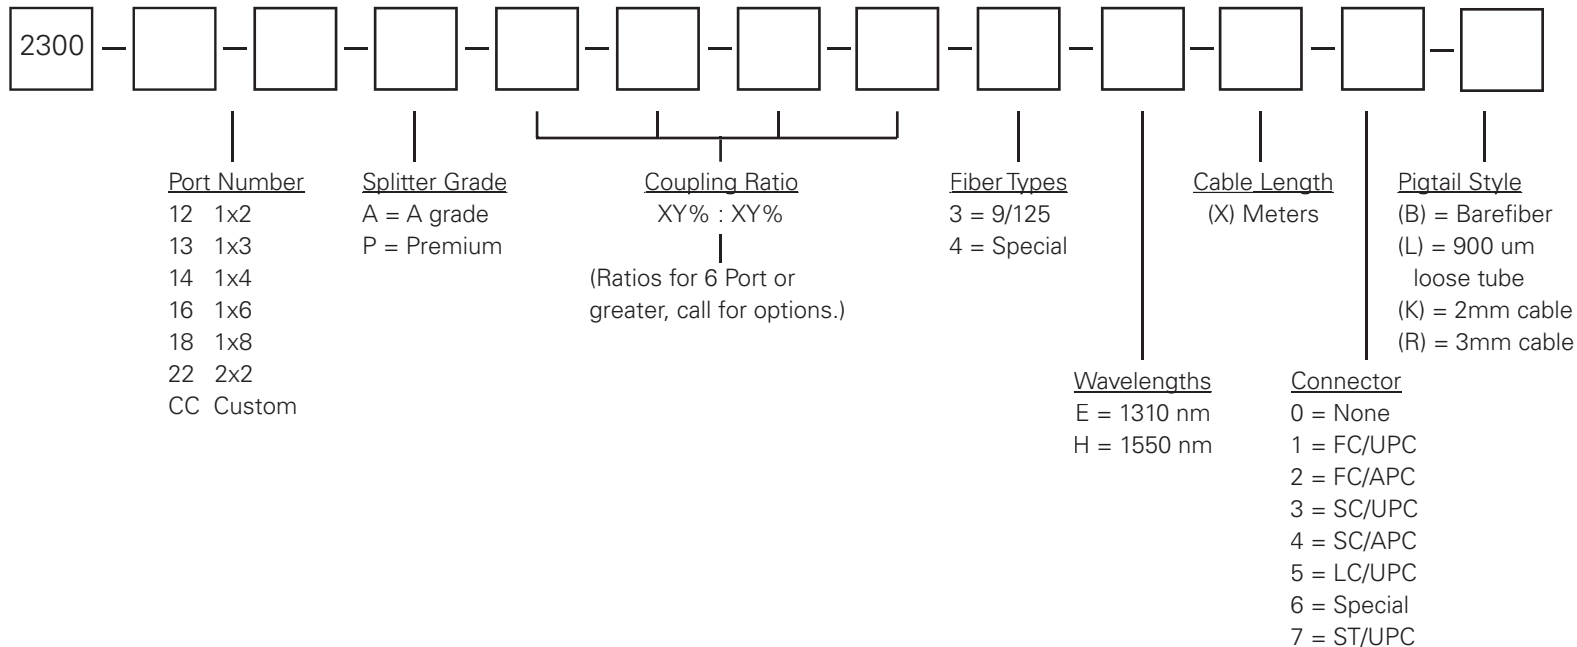 2300
Port Number
12 1x2
13 1x3
14 1x4
16 1x6
18 1x8
22 2x2
CC Custom
Splitter Grade
A = A grade
P = Premium
Coupling Ratio
XY% : XY%
(Ratios for 6 Port or
greater, call for options.)
Fiber Types
3 = 9/125
4 = Special
Wavelengths
E = 1310 nm
H = 1550 nm
Cable Length
(X) Meters
Connector
0 = None
1 = FC/UPC
2 = FC/APC
3 = SC/UPC
4 = SC/APC
5 = LC/UPC
6 = Special
7 = ST/UPC
Pigtail Style
(B) = Barefiber
(L) = 900 um
loose tube
(K) = 2mm cable
(R) = 3mm cable